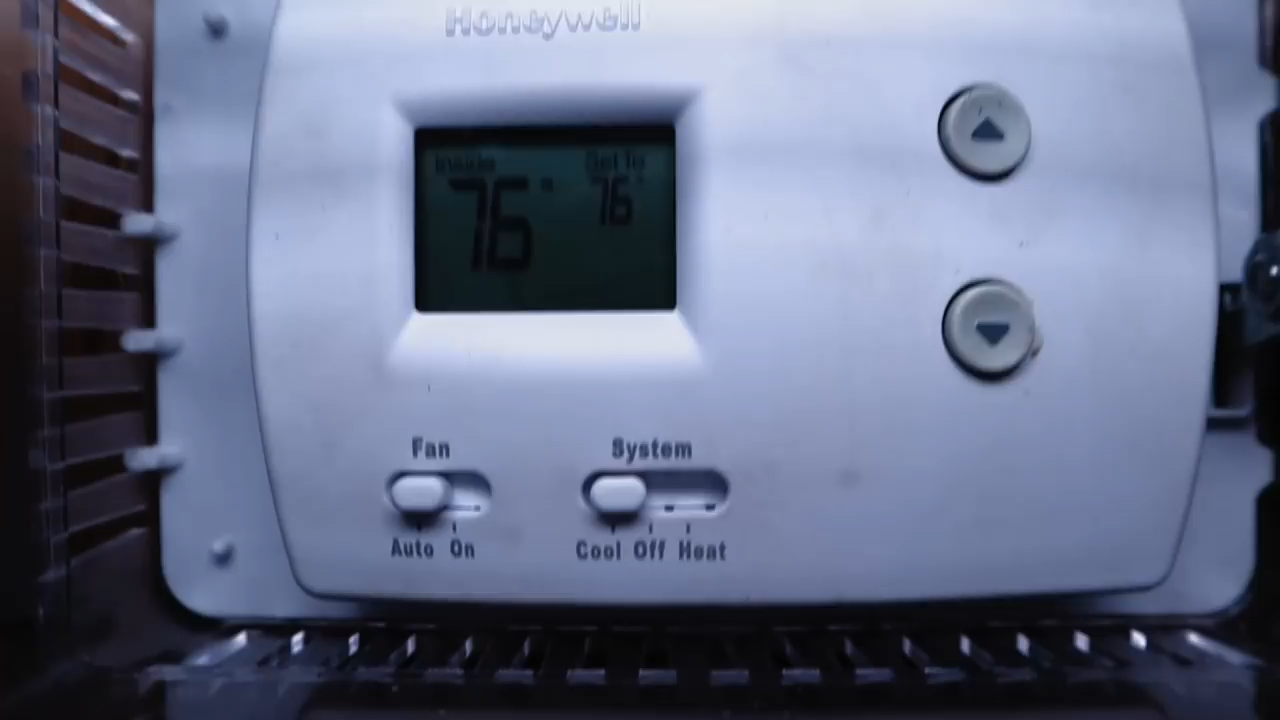 Honeywell
Inside Set To
76° 76°
Fan System
Auto On Cool Off Heat